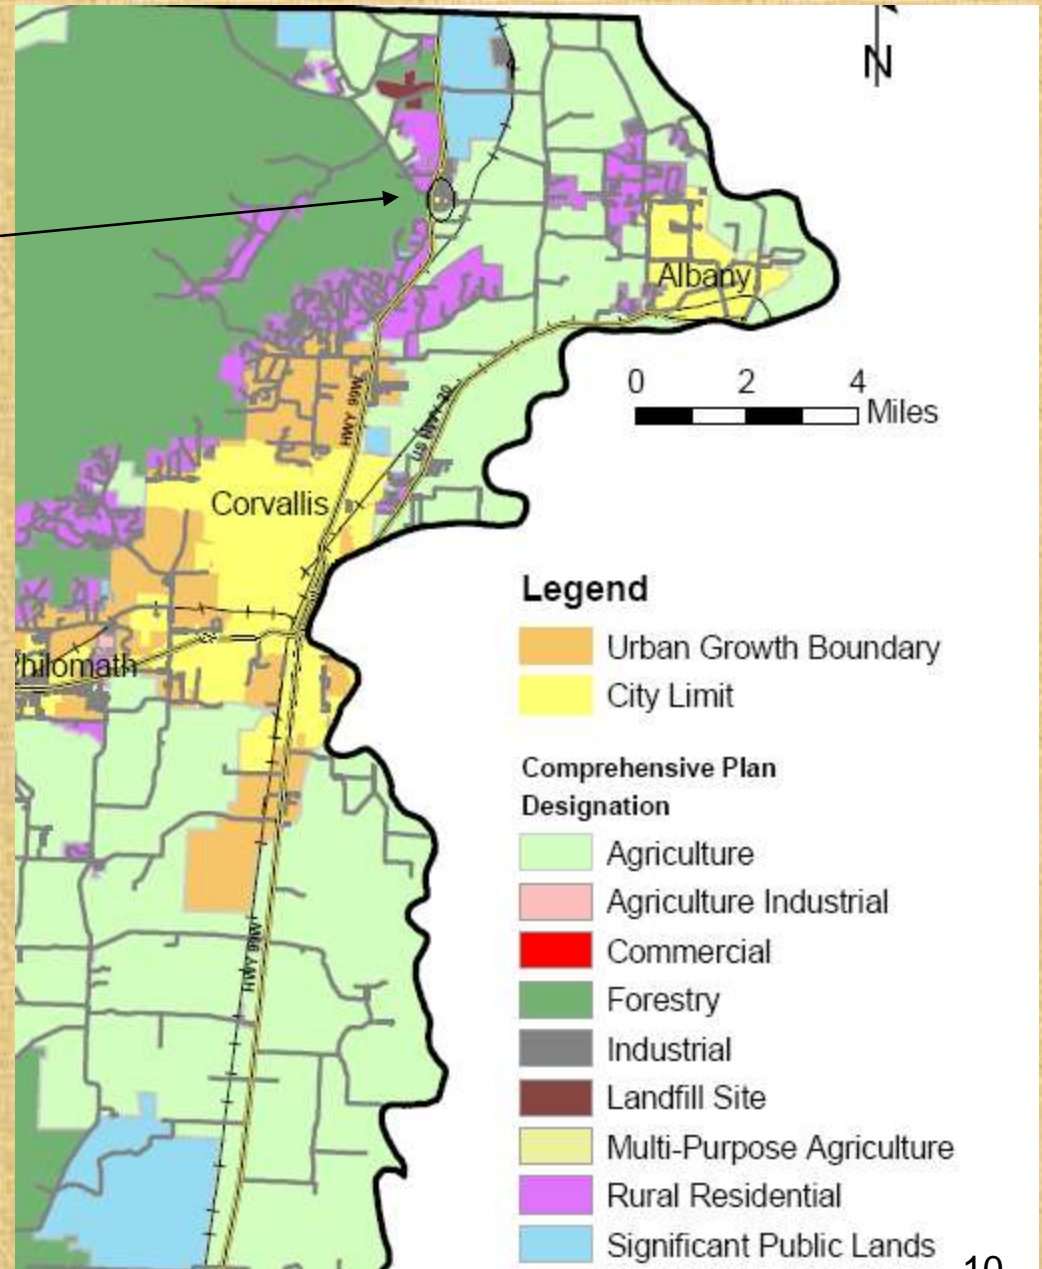 N
Albany
0 2 4
Miles
HWY 99W
US HWY 20
Corvallis
Philomath
HWY 99W
Legend
Urban Growth Boundary
City Limit
Comprehensive Plan
Designation
Agriculture
Agriculture Industrial
Commercial
Forestry
Industrial
Landfill Site
Multi-Purpose Agriculture
Rural Residential
Significant Public Lands
10